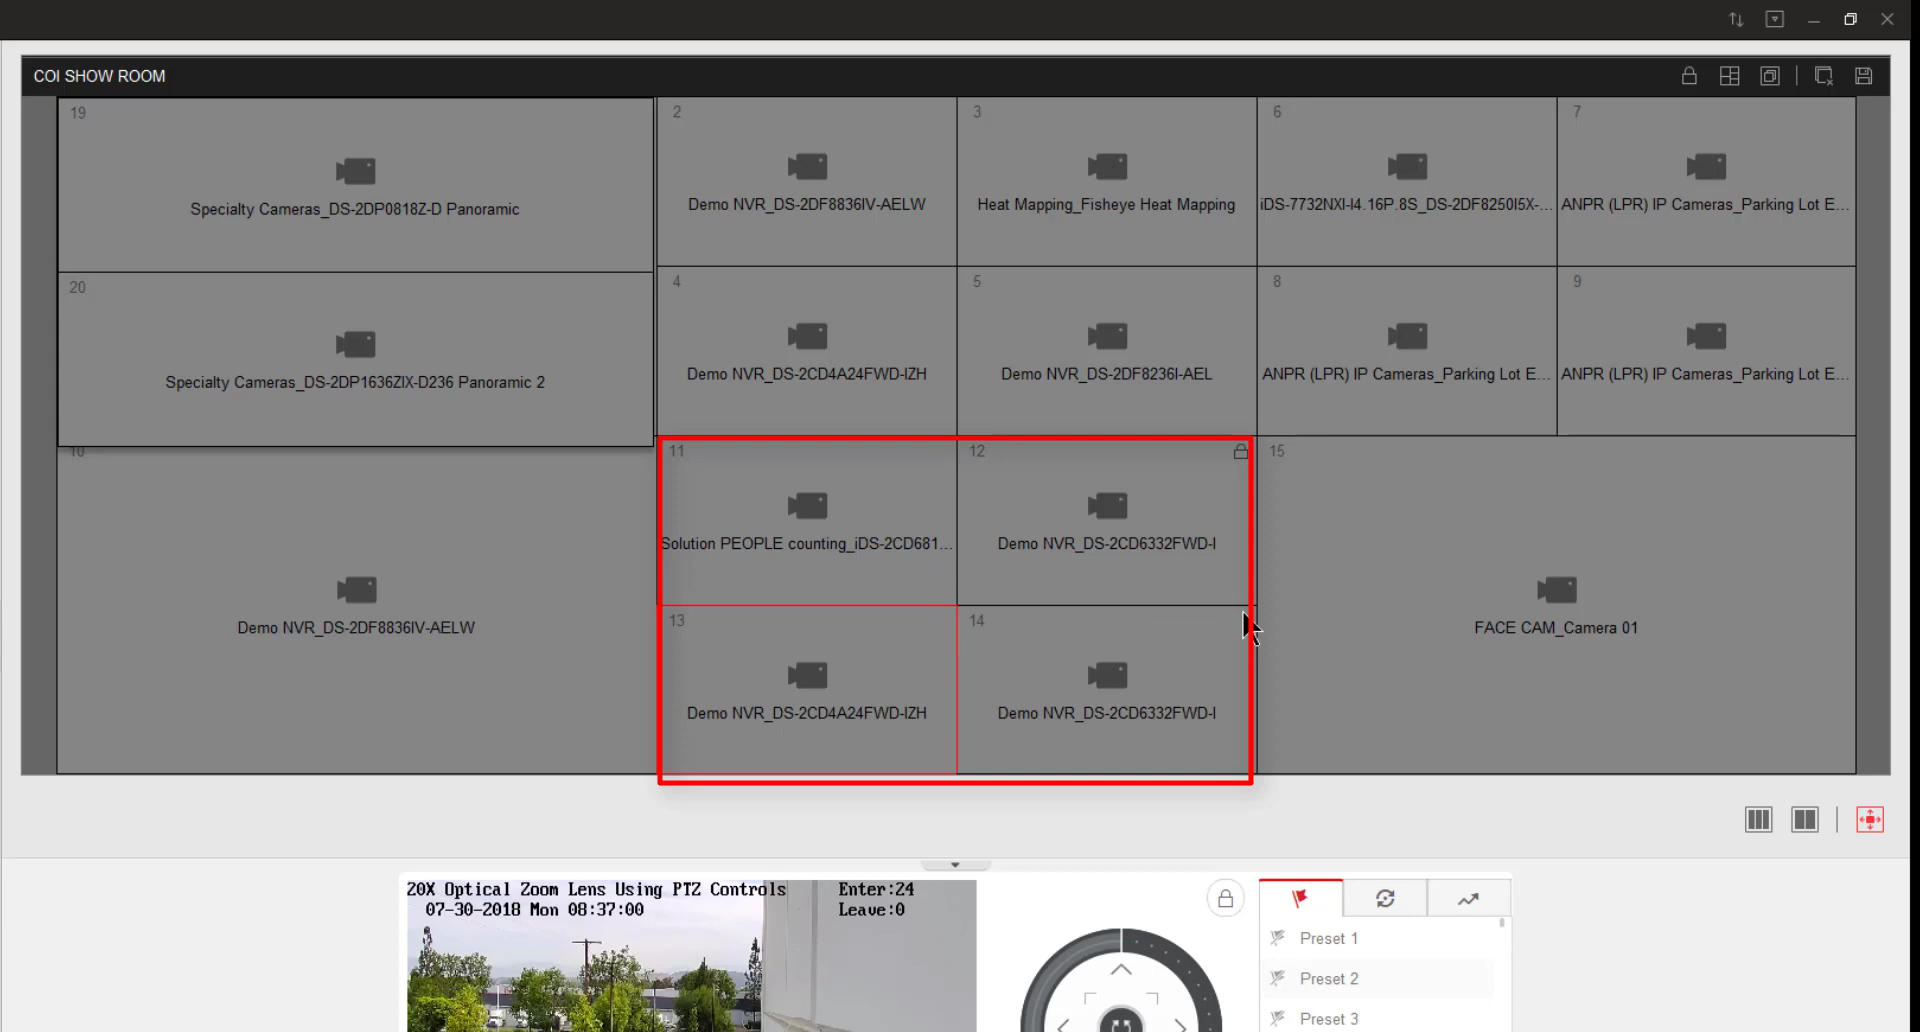 COI SHOW ROOM
19
Specialty Cameras_DS-2DP0818Z-D Panoramic
2
Demo NVR_DS-2DF8836IV-AELW
3
Heat Mapping_Fisheye Heat Mapping
6
iDS-7732NXI-I4.16P.8S_DS-2DF8250I5X-...
7
ANPR (LPR) IP Cameras_Parking Lot E...
20
Specialty Cameras_DS-2DP1636ZIX-D236 Panoramic 2
4
Demo NVR_DS-2CD4A24FWD-IZH
5
Demo NVR_DS-2DF8236I-AEL
8
ANPR (LPR) IP Cameras_Parking Lot E...
9
ANPR (LPR) IP Cameras_Parking Lot E...
10
Demo NVR_DS-2DF8836IV-AELW
11
Solution PEOPLE counting_iDS-2CD681...
12
Demo NVR_DS-2CD6332FWD-I
15
FACE CAM_Camera 01
13
Demo NVR_DS-2CD4A24FWD-IZH
14
Demo NVR_DS-2CD6332FWD-I
20X Optical Zoom Lens Using PTZ Controls
07-30-2018 Mon 08:37:00
Enter:24
Leave:0
Preset 1
Preset 2
Preset 3